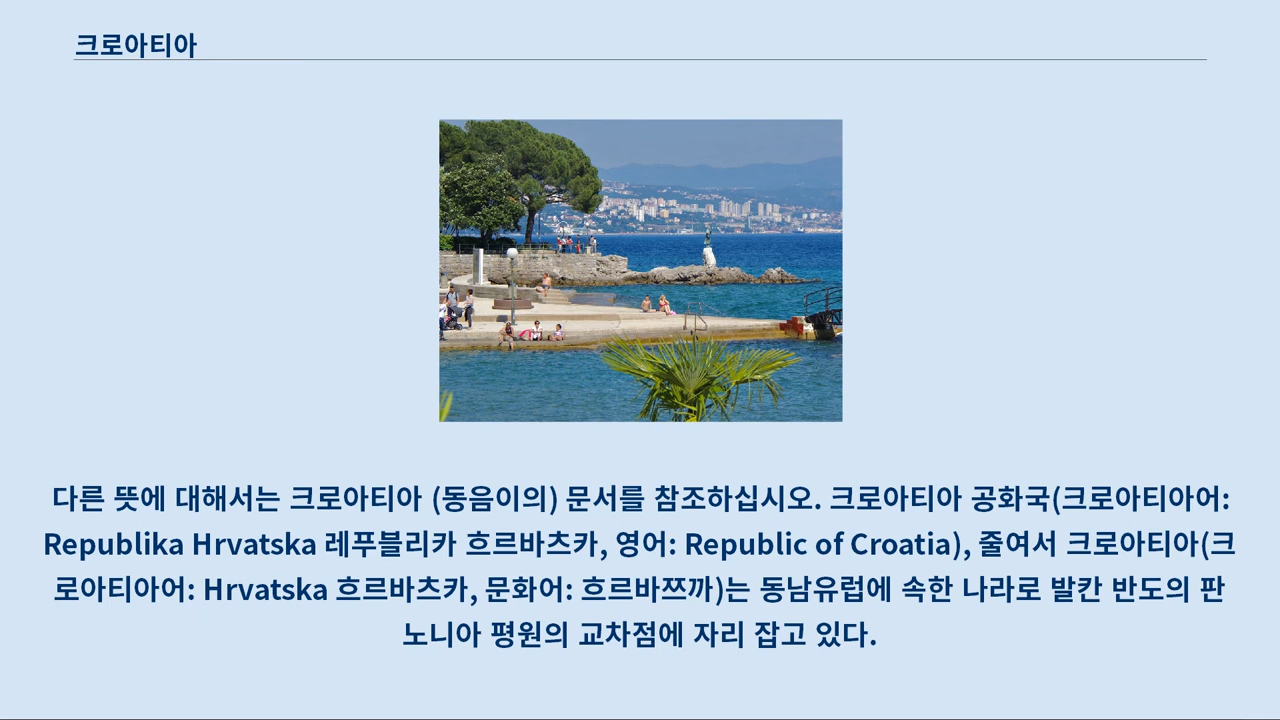 크로아티아
다른 뜻에 대해서는 크로아티아 (동음이의) 문서를 참조하십시오. 크로아티아 공화국(크로아티아어:
Republika Hrvatska 레푸블리카 흐르바츠카, 영어: Republic of Croatia), 줄여서 크로아티아(크
로아티아어: Hrvatska 흐르바츠카, 문화어: 흐르바쯔까)는 동남유럽에 속한 나라로 발칸 반도의 판
노니아 평원의 교차점에 자리 잡고 있다.